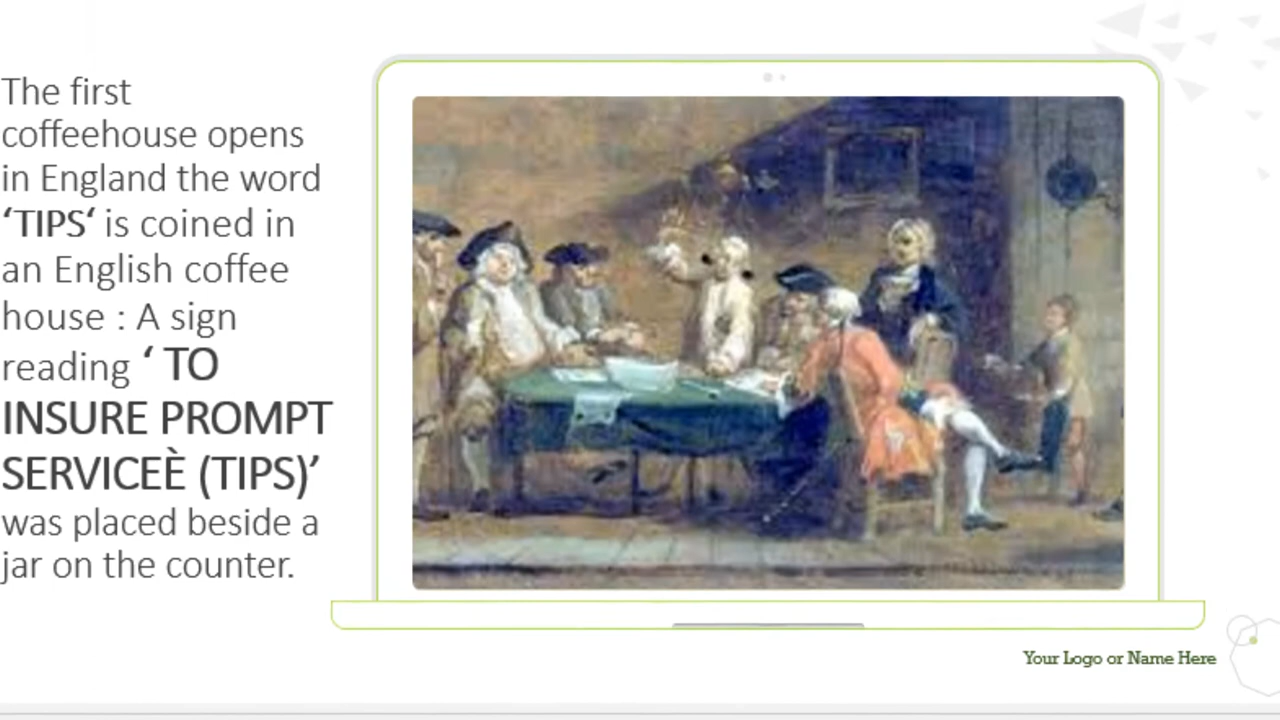 The first
coffeehouse opens
in England the word
‘TIPS‘ is coined in
an English coffee
house : A sign
reading ‘ TO
INSURE PROMPT
SERVICEÈ (TIPS)’
was placed beside a
jar on the counter.
Your Logo or Name Here